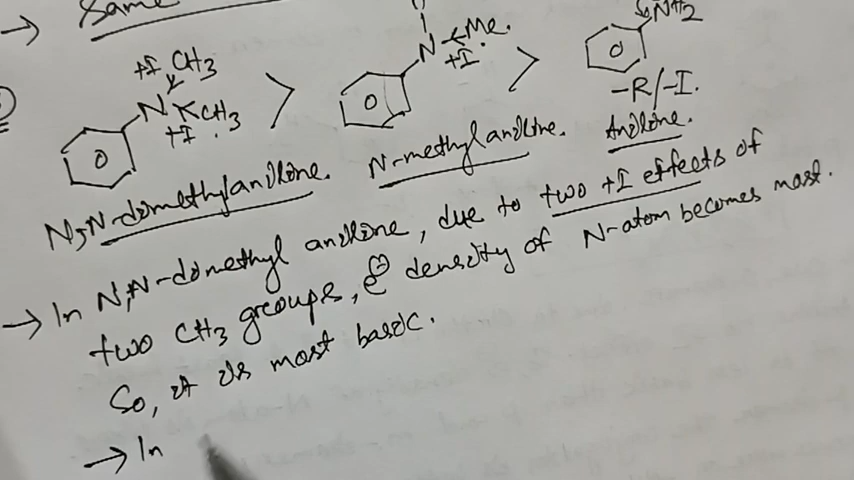 → Same
+I CH3
N
KCH3
+I
>
N
Me.
+I
>
NH2
-R/-I.
N,N-dimethylaniline.
N-methylaniline.
Aniline.
→ In N,N-dimethyl aniline, due to two +I effects of
two CH3 groups, e⊖ density of N-atom becomes most.
So, it is most basic.
→ In